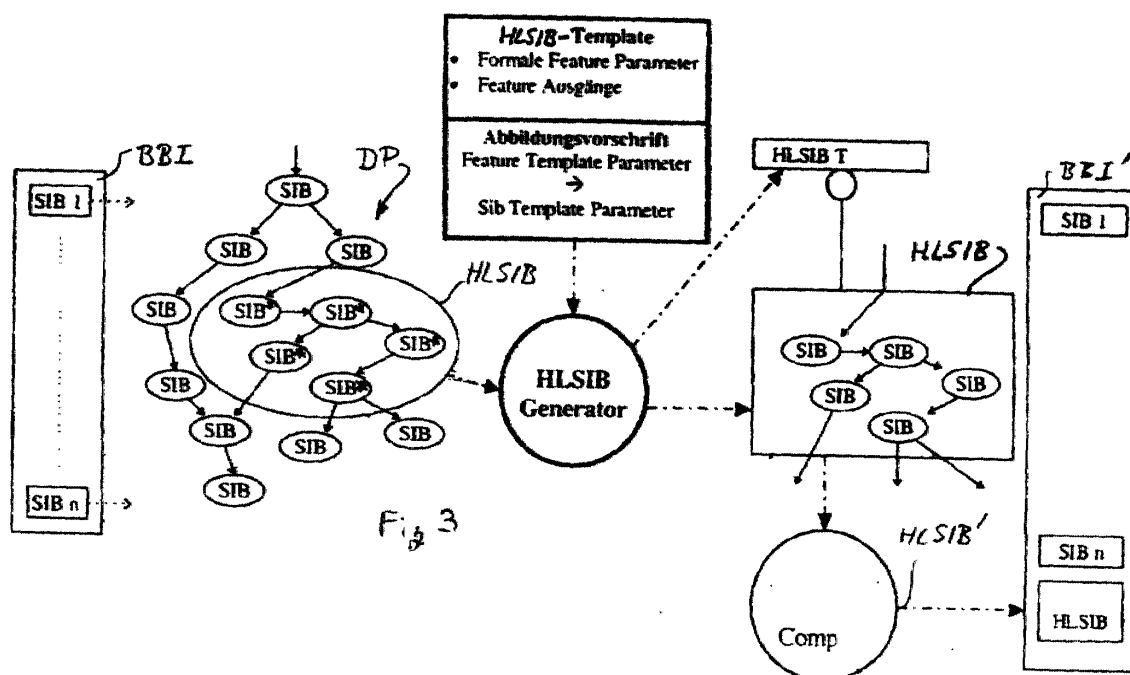 HLSIB-Template
• Formale Feature Parameter
• Feature Ausgänge
Abbildungsvorschrift
Feature Template Parameter
→
Sib Template Parameter
BBI
SIB 1
SIB n
DP
SIB
SIB
SIB
HLSIB
SIB
SIB*
SIB*
SIB*
SIB*
SIB
SIB*
SIB
SIB
SIB
SIB
HLSIB
Generator
HLSIB T
HLSIB
SIB
SIB
SIB
SIB
SIB
Comp
HLSIB'
BBI'
SIB 1
SIB n
HLSIB
Fig 3